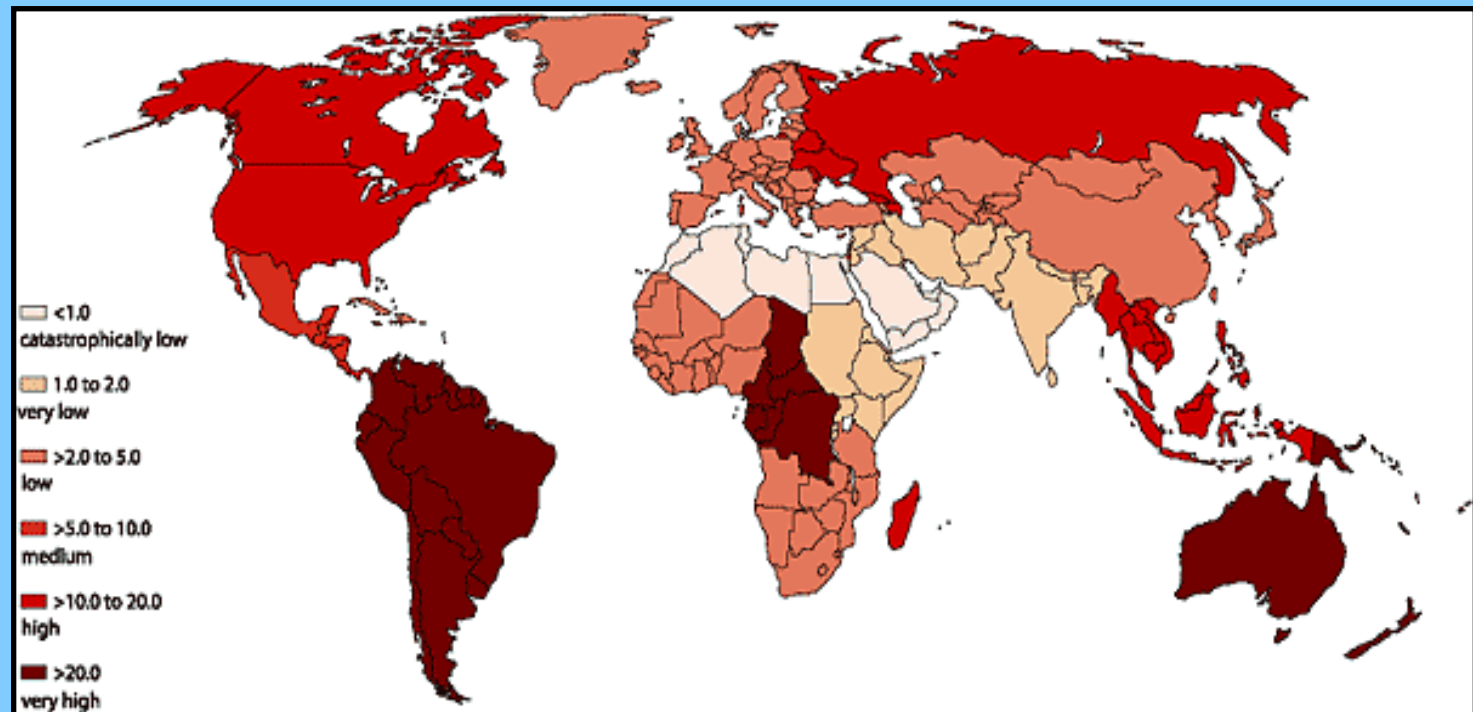 <1.0
catastrophically low
1.0 to 2.0
very low
>2.0 to 5.0
low
>5.0 to 10.0
medium
>10.0 to 20.0
high
>20.0
very high